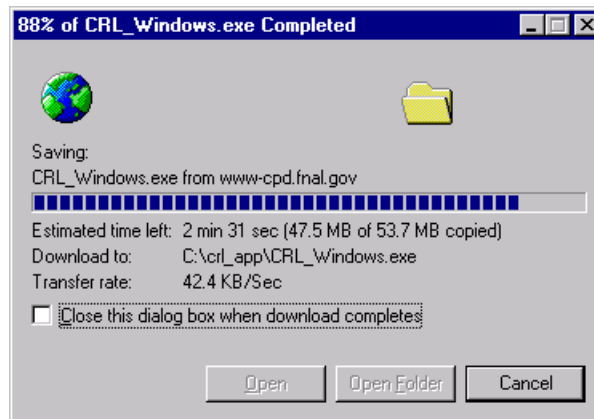 88% of CRL_Windows.exe Completed
Saving:
CRL_Windows.exe from www-cpd.fnal.gov
Estimated time left: 2 min 31 sec (47.5 MB of 53.7 MB copied)
Download to: C:\crl_app\CRL_Windows.exe
Transfer rate: 42.4 KB/Sec
Close this dialog box when download completes
Open Open Folder Cancel